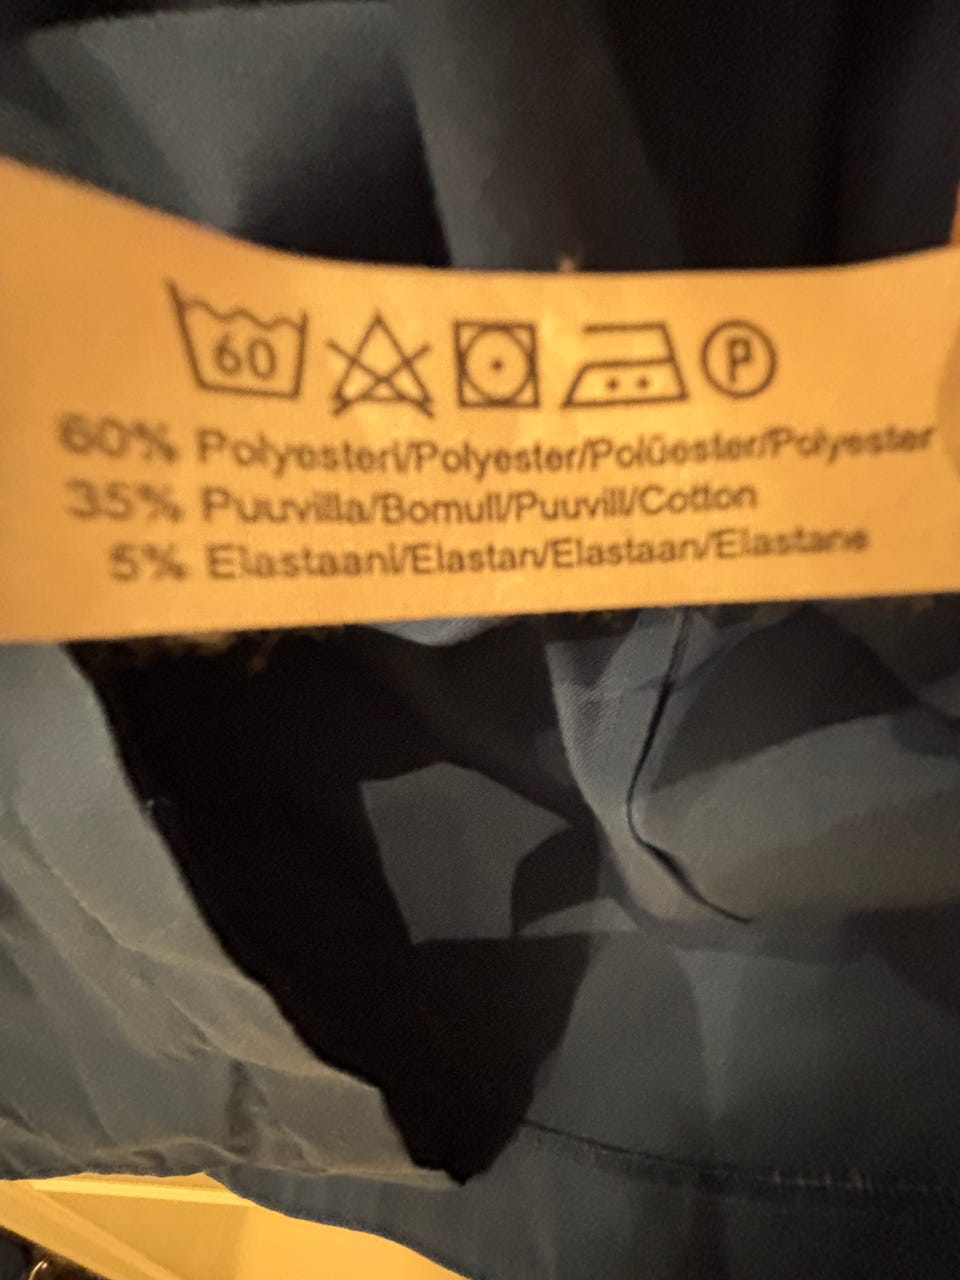 60
P
60% Polyesteri/Polyester/Polüester/Polyester
35% Puuvilla/Bomull/Puuvill/Cotton
5% Elastaani/Elastan/Elastaan/Elastane